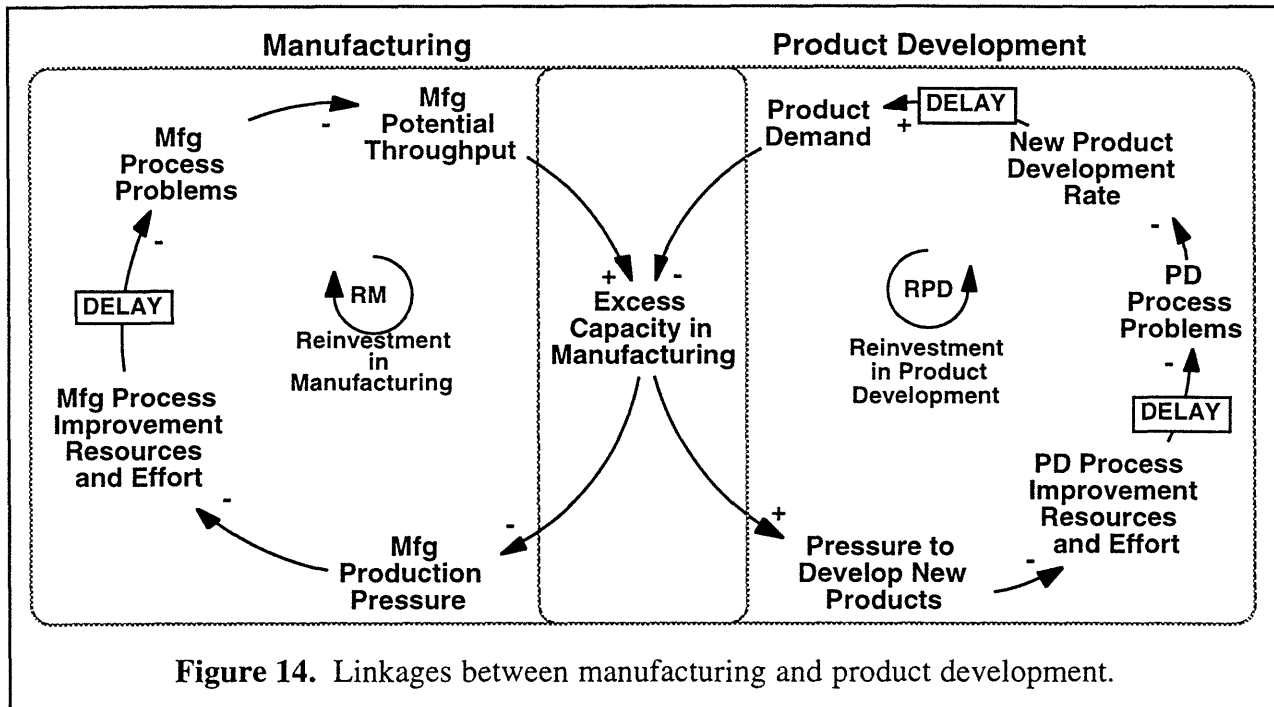 Manufacturing
Product Development
Mfg
Potential
Throughput
-
Mfg
Process
Problems
-
DELAY
Mfg Process
Improvement
Resources
and Effort
-
Mfg
Production
Pressure
-
RM
Reinvestment
in
Manufacturing
+
-
Excess
Capacity in
Manufacturing
Product
Demand
+
DELAY
New Product
Development
Rate
-
PD
Process
Problems
-
DELAY
PD Process
Improvement
Resources
and Effort
-
Pressure to
Develop New
Products
+
RPD
Reinvestment
in Product
Development
Figure 14. Linkages between manufacturing and product development.